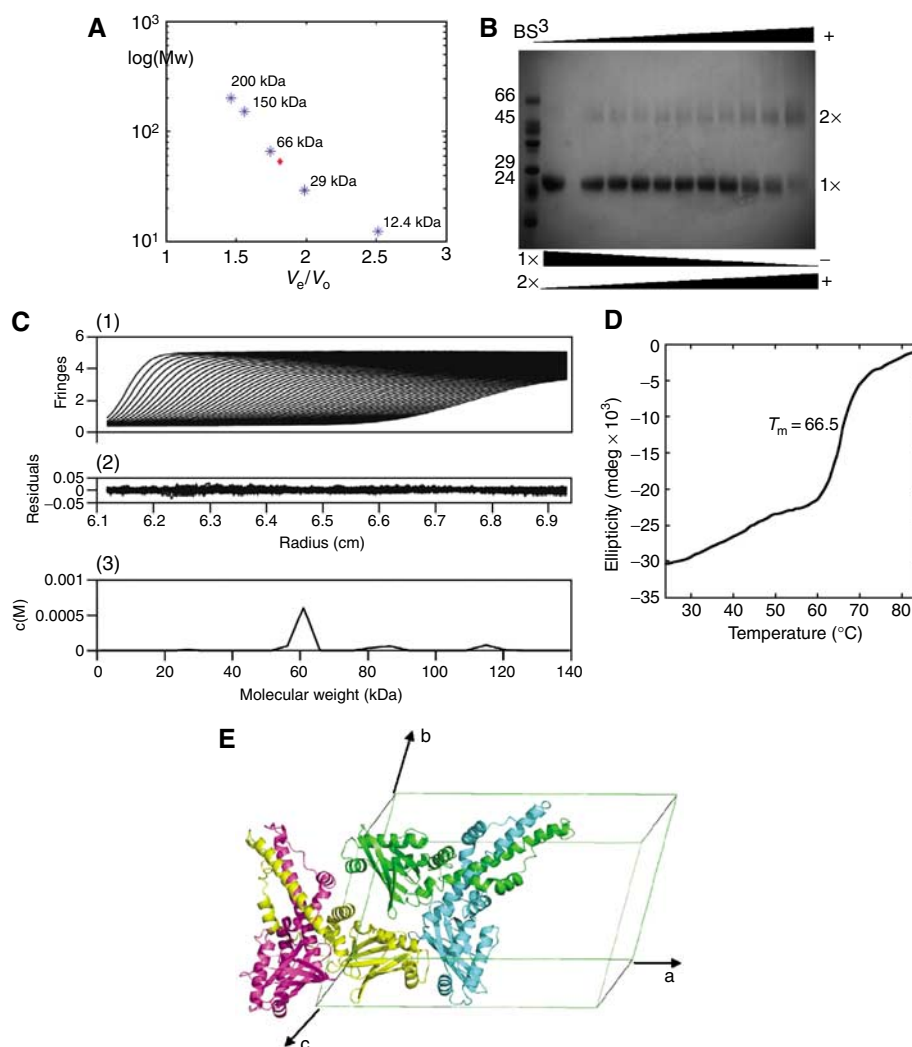 A
10³
log(Mw)
200 kDa
150 kDa
10²
66 kDa
29 kDa
12.4 kDa
10¹
1 1.5 2 2.5 3
Vₑ/Vₒ
B
BS³ +
66
45 2×
29
24 1×
1× –
2× +
C
(1)
Fringes
6
4
2
0
(2)
Residuals
0.05
0
−0.05
6.1 6.2 6.3 6.4 6.5 6.6 6.7 6.8 6.9
Radius (cm)
(3)
c(M)
0.001
0.0005
0
0 20 40 60 80 100 120 140
Molecular weight (kDa)
D
Ellipticity (mdeg × 10³)
0
−5
−10
−15
−20
−25
−30
−35
Tₘ = 66.5
30 40 50 60 70 80
Temperature (°C)
E
b
a
c